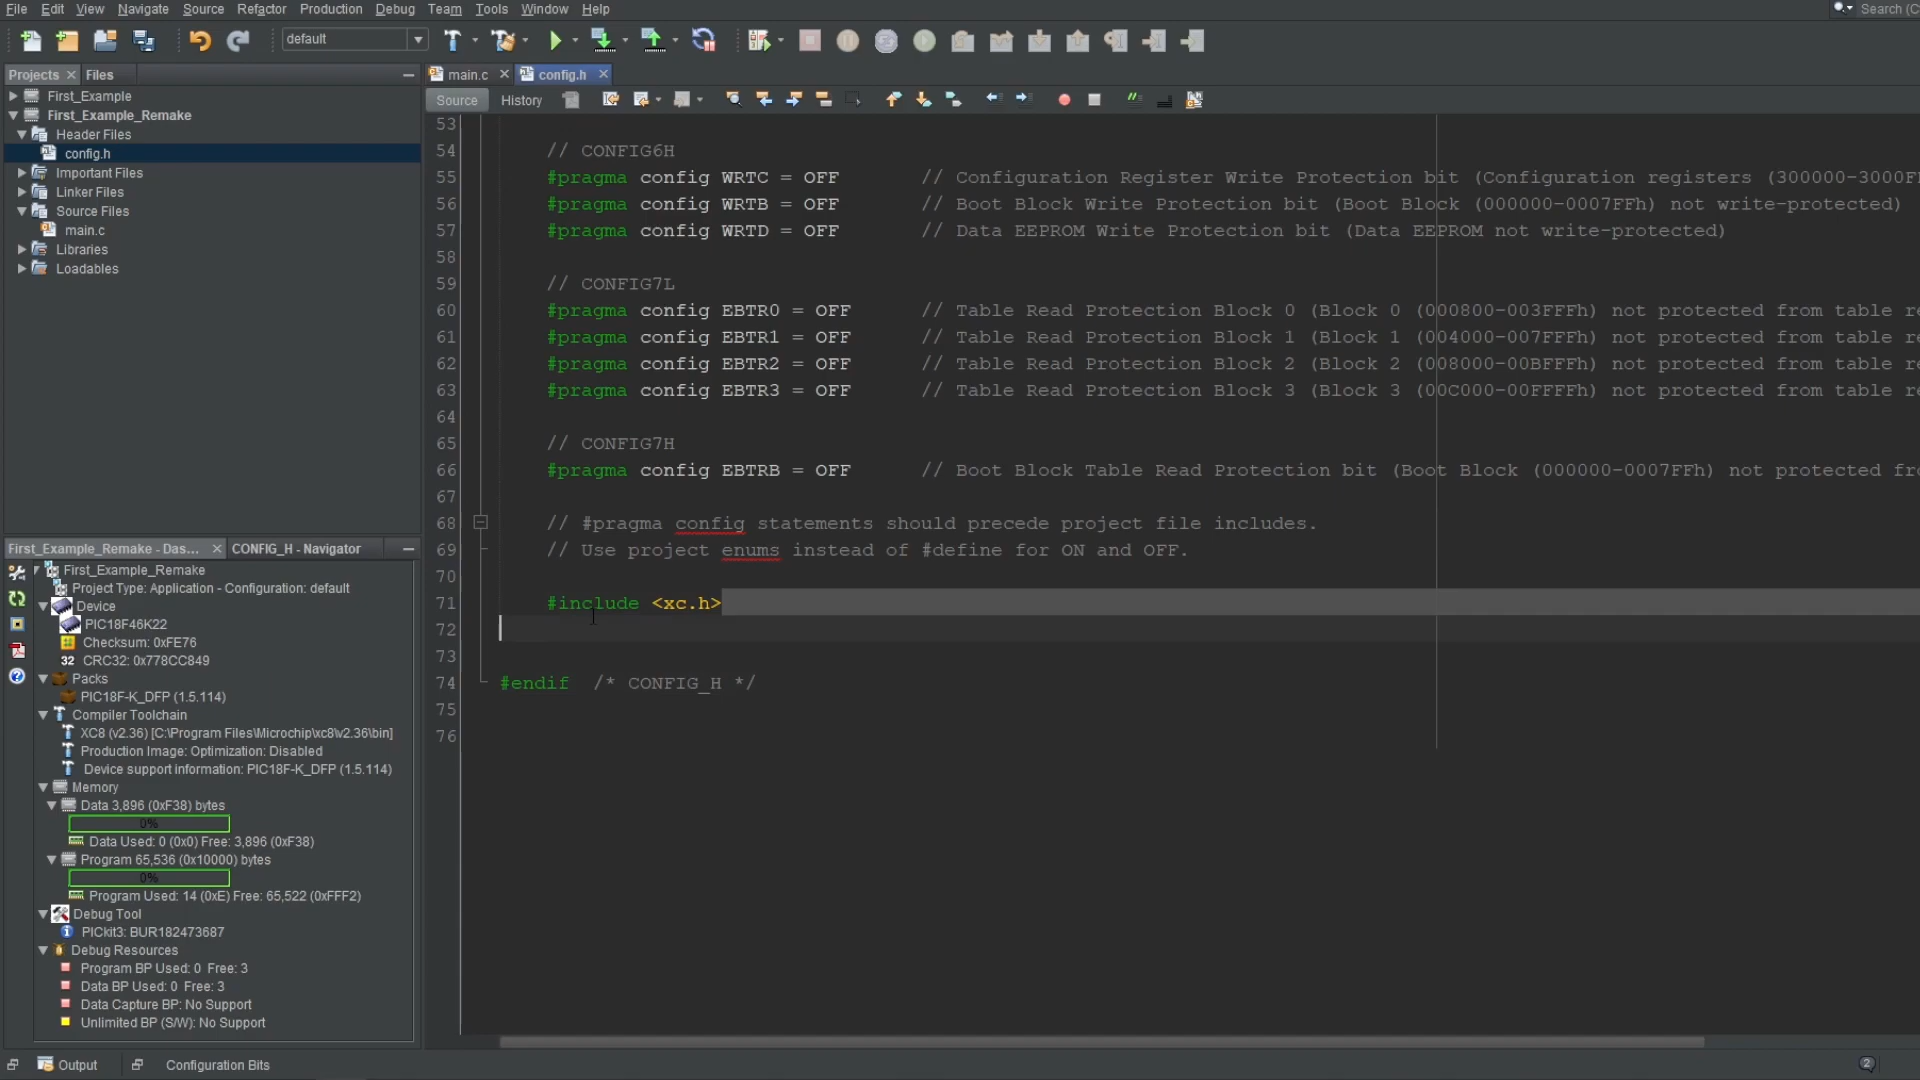 File Edit View Navigate Source Refactor Production Debug Team Tools Window Help
Search (C
default
Projects Files
First_Example
First_Example_Remake
Header Files
config.h
Important Files
Linker Files
Source Files
main.c
Libraries
Loadables
First_Example_Remake - Das... CONFIG_H - Navigator
First_Example_Remake
Project Type: Application - Configuration: default
Device
PIC18F46K22
Checksum: 0xFE76
32 CRC32: 0x778CC849
Packs
PIC18F-K_DFP (1.5.114)
Compiler Toolchain
XC8 (v2.36) [C:\Program Files\Microchip\xc8\v2.36\bin]
Production Image: Optimization: Disabled
Device support information: PIC18F-K_DFP (1.5.114)
Memory
Data 3,896 (0xF38) bytes
0%
Data Used: 0 (0x0) Free: 3,896 (0xF38)
Program 65,536 (0x10000) bytes
0%
Program Used: 14 (0xE) Free: 65,522 (0xFFF2)
Debug Tool
PICkit3: BUR182473687
Debug Resources
Program BP Used: 0 Free: 3
Data BP Used: 0 Free: 3
Data Capture BP: No Support
Unlimited BP (S/W): No Support
main.c config.h
Source History
53
54 // CONFIG6H
55 #pragma config WRTC = OFF // Configuration Register Write Protection bit (Configuration registers (300000-3000F
56 #pragma config WRTB = OFF // Boot Block Write Protection bit (Boot Block (000000-0007FFh) not write-protected)
57 #pragma config WRTD = OFF // Data EEPROM Write Protection bit (Data EEPROM not write-protected)
58
59 // CONFIG7L
60 #pragma config EBTR0 = OFF // Table Read Protection Block 0 (Block 0 (000800-003FFFh) not protected from table re
61 #pragma config EBTR1 = OFF // Table Read Protection Block 1 (Block 1 (004000-007FFFh) not protected from table re
62 #pragma config EBTR2 = OFF // Table Read Protection Block 2 (Block 2 (008000-00BFFFh) not protected from table re
63 #pragma config EBTR3 = OFF // Table Read Protection Block 3 (Block 3 (00C000-00FFFFh) not protected from table re
64
65 // CONFIG7H
66 #pragma config EBTRB = OFF // Boot Block Table Read Protection bit (Boot Block (000000-0007FFh) not protected fro
67
68 // #pragma config statements should precede project file includes.
69 // Use project enums instead of #define for ON and OFF.
70
71 #include <xc.h>
72
73
74 #endif /* CONFIG_H */
75
76
Output Configuration Bits
2